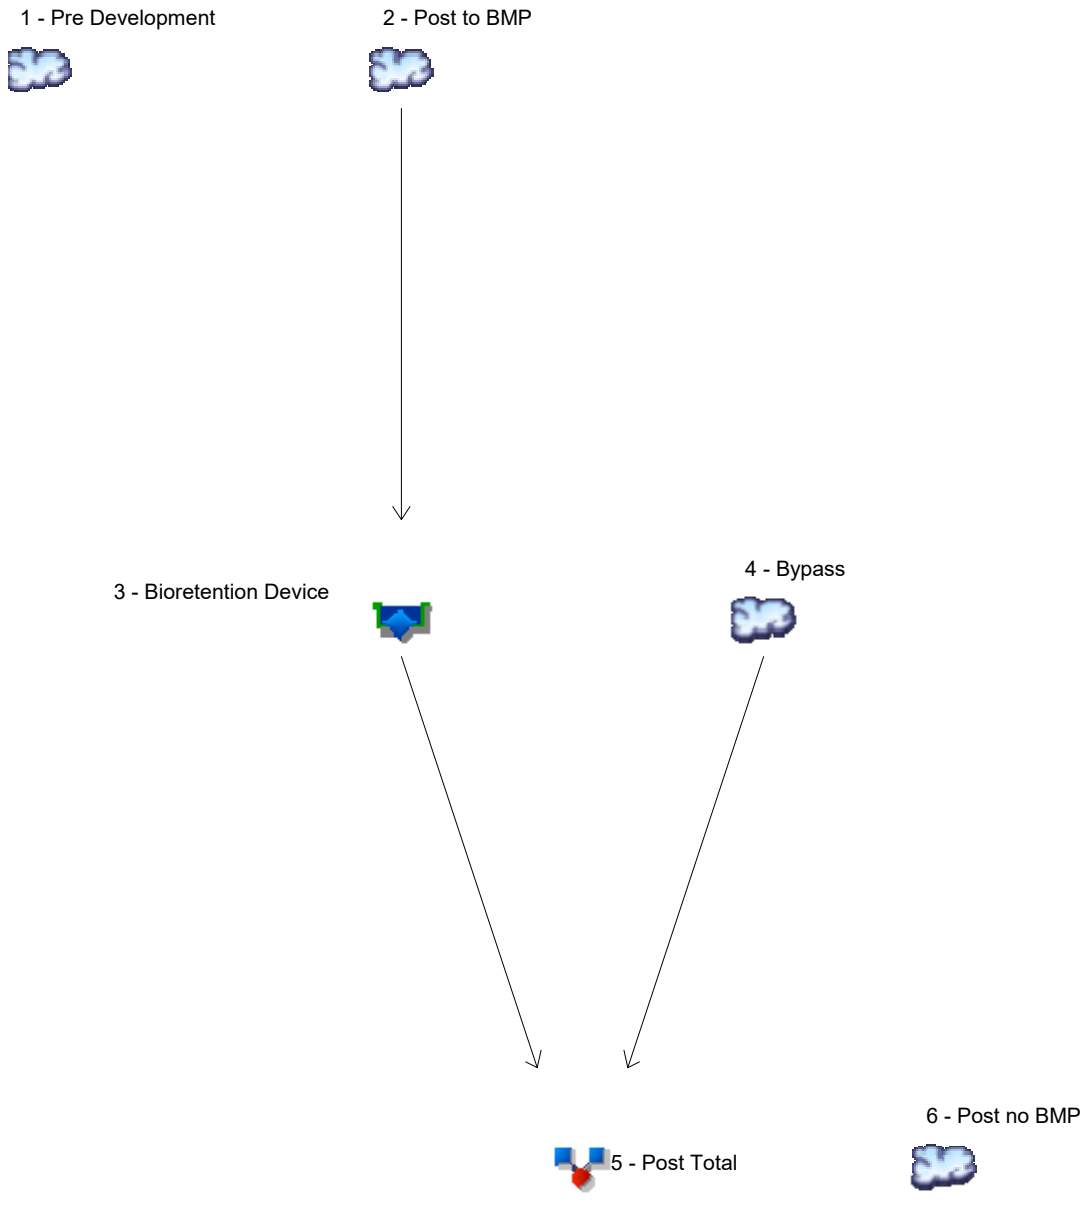 1 - Pre Development
2 - Post to BMP
3 - Bioretention Device
4 - Bypass
5 - Post Total
6 - Post no BMP